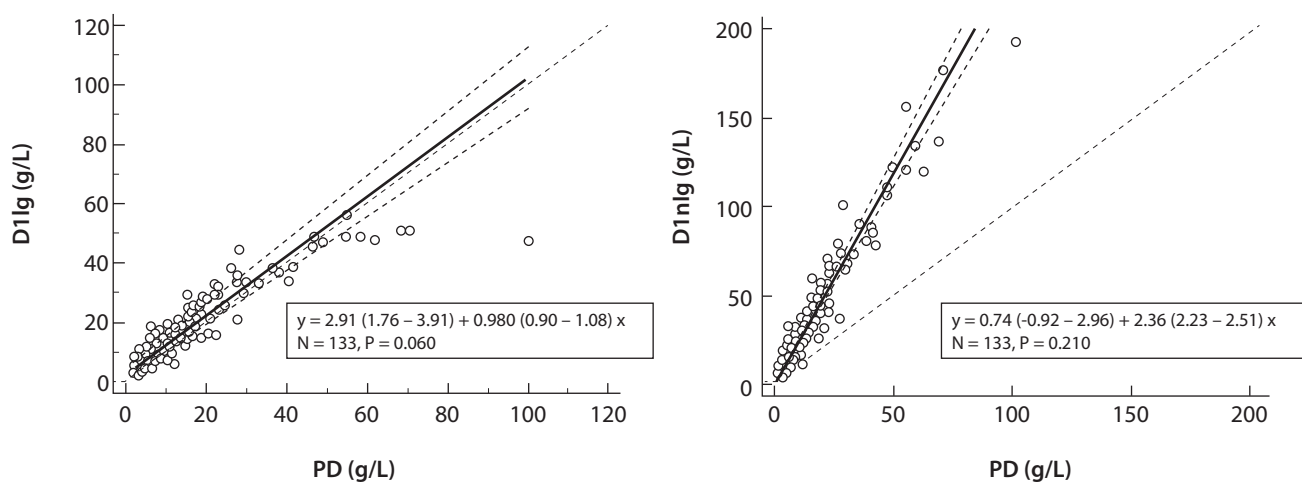 120
100
80
60
40
20
0
D1Ig (g/L)
y = 2.91 (1.76 – 3.91) + 0.980 (0.90 – 1.08) x
N = 133, P = 0.060
0 20 40 60 80 100 120
PD (g/L)
200
150
100
50
0
D1nIg (g/L)
y = 0.74 (-0.92 – 2.96) + 2.36 (2.23 – 2.51) x
N = 133, P = 0.210
0 50 100 150 200
PD (g/L)